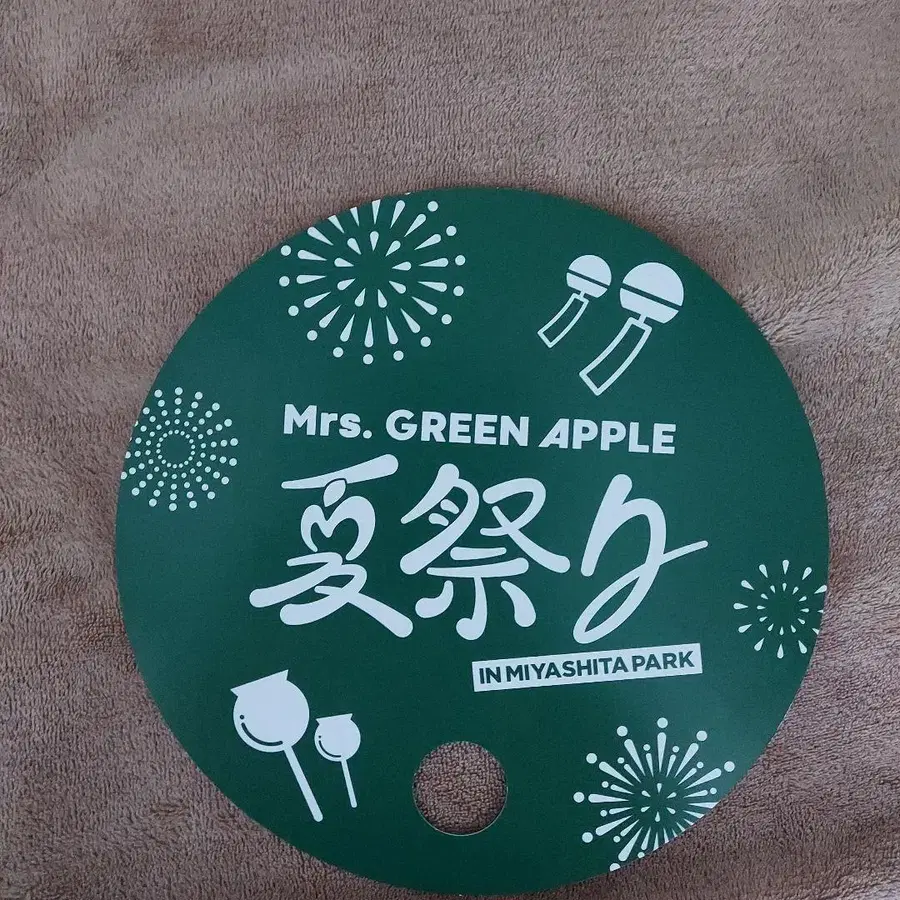 Mrs. GREEN APPLE
夏祭り
IN MIYASHITA PARK